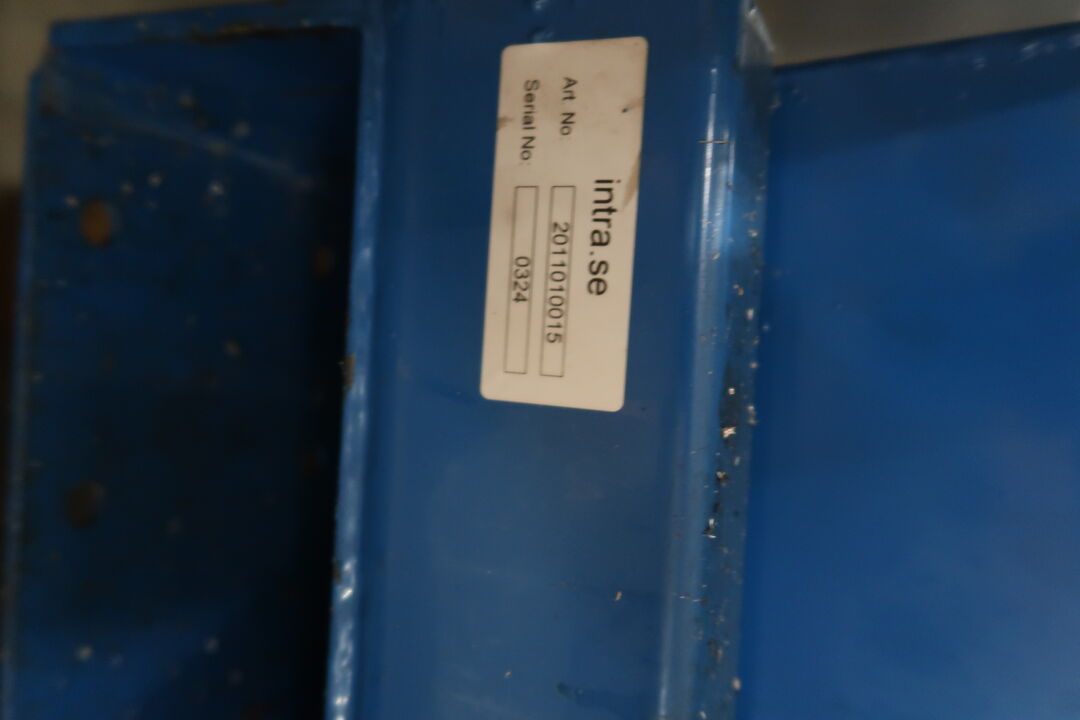 intra.se
Art. No: 2011010015
Serial No: 0324